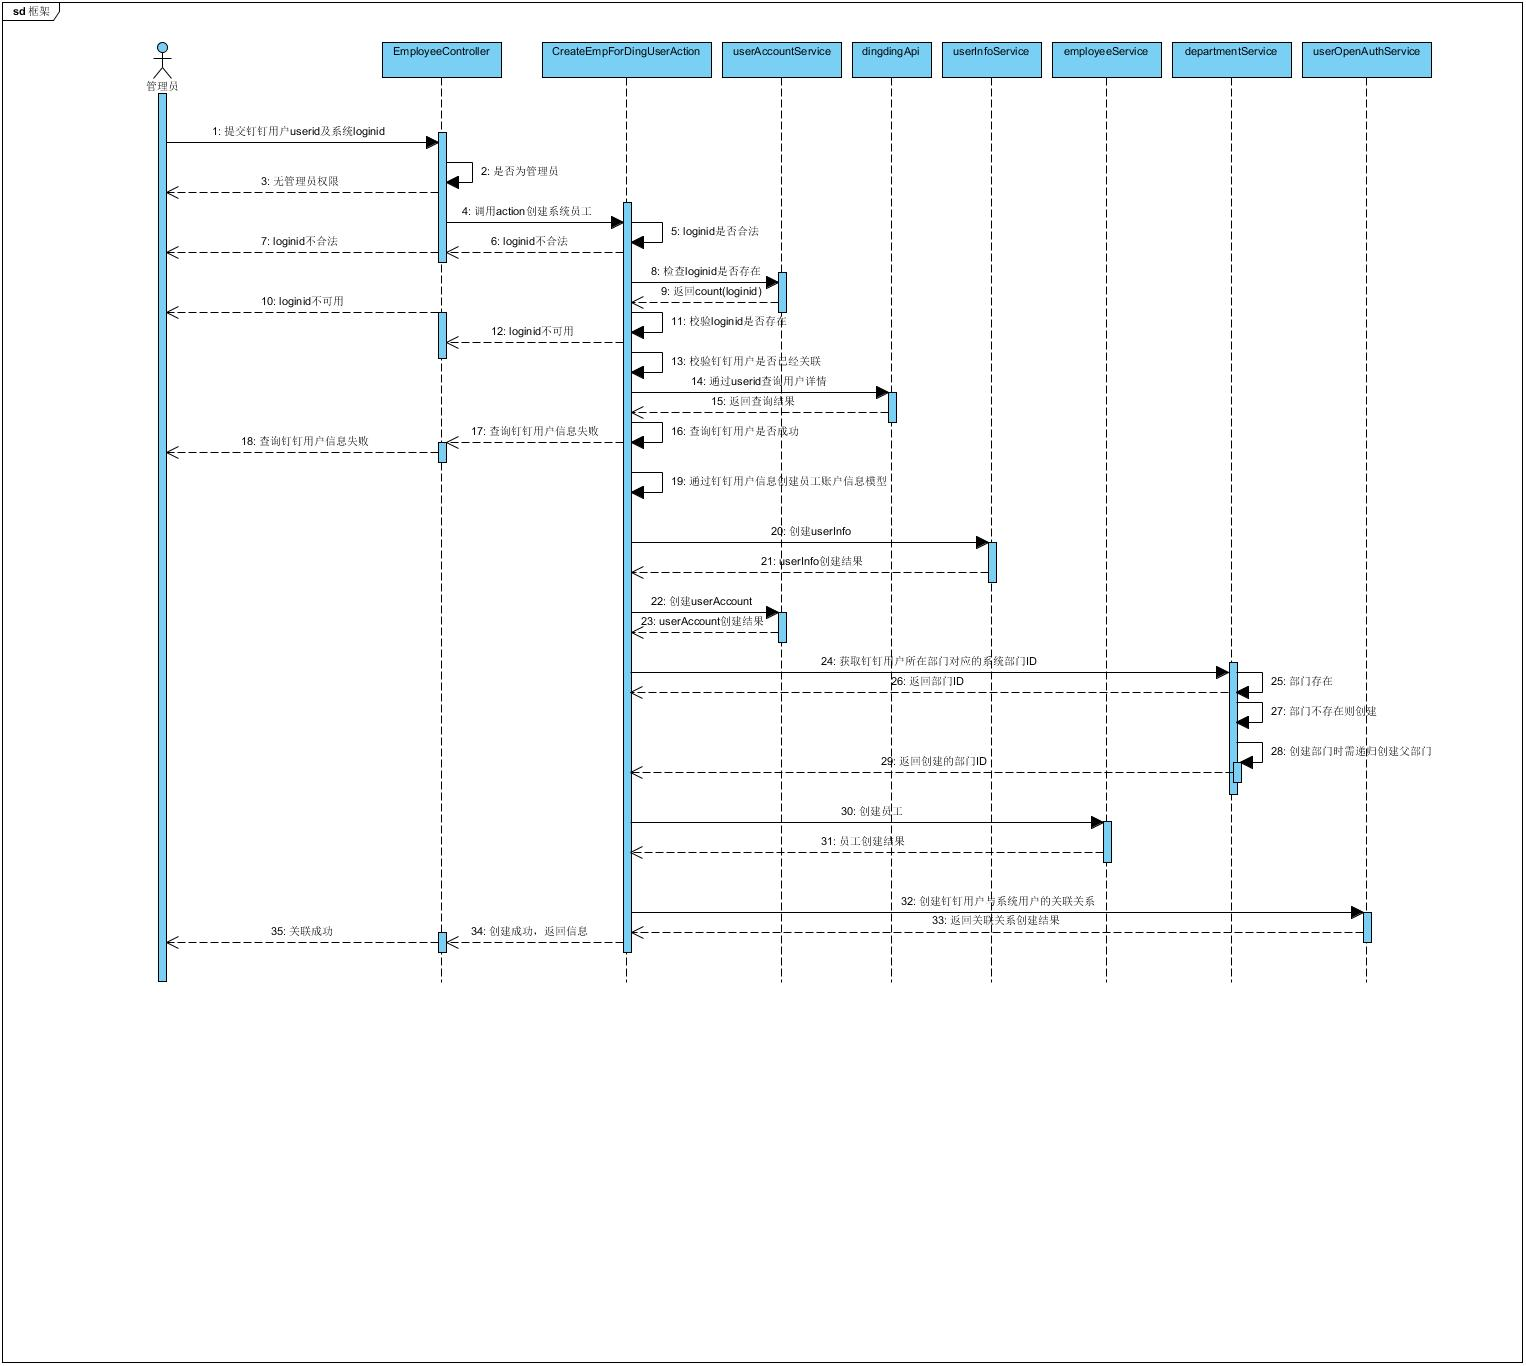 sd 框架
管理员
EmployeeController
CreateEmpForDingUserAction
userAccountService
dingdingApi
userInfoService
employeeService
departmentService
userOpenAuthService
1: 提交钉钉用户userid及系统loginid
2: 是否为管理员
3: 无管理员权限
4: 调用action创建系统员工
5: loginid是否合法
6: loginid不合法
7: loginid不合法
8: 检查loginid是否存在
9: 返回count(loginid)
10: loginid不可用
11: 校验loginid是否存在
12: loginid不可用
13: 校验钉钉用户是否已经关联
14: 通过userid查询用户详情
15: 返回查询结果
16: 查询钉钉用户是否成功
17: 查询钉钉用户信息失败
18: 查询钉钉用户信息失败
19: 通过钉钉用户信息创建员工账户信息模型
20: 创建userInfo
21: userInfo创建结果
22: 创建userAccount
23: userAccount创建结果
24: 获取钉钉用户所在部门对应的系统部门ID
25: 部门存在
26: 返回部门ID
27: 部门不存在则创建
28: 创建部门时需递归创建父部门
29: 返回创建的部门ID
30: 创建员工
31: 员工创建结果
32: 创建钉钉用户与系统用户的关联关系
33: 返回关联关系创建结果
34: 创建成功，返回信息
35: 关联成功